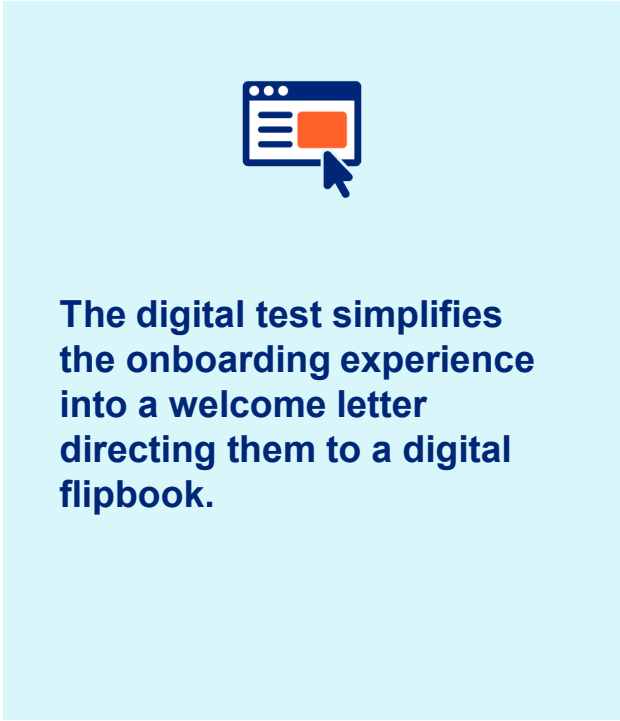 The digital test simplifies
the onboarding experience
into a welcome letter
directing them to a digital
flipbook.